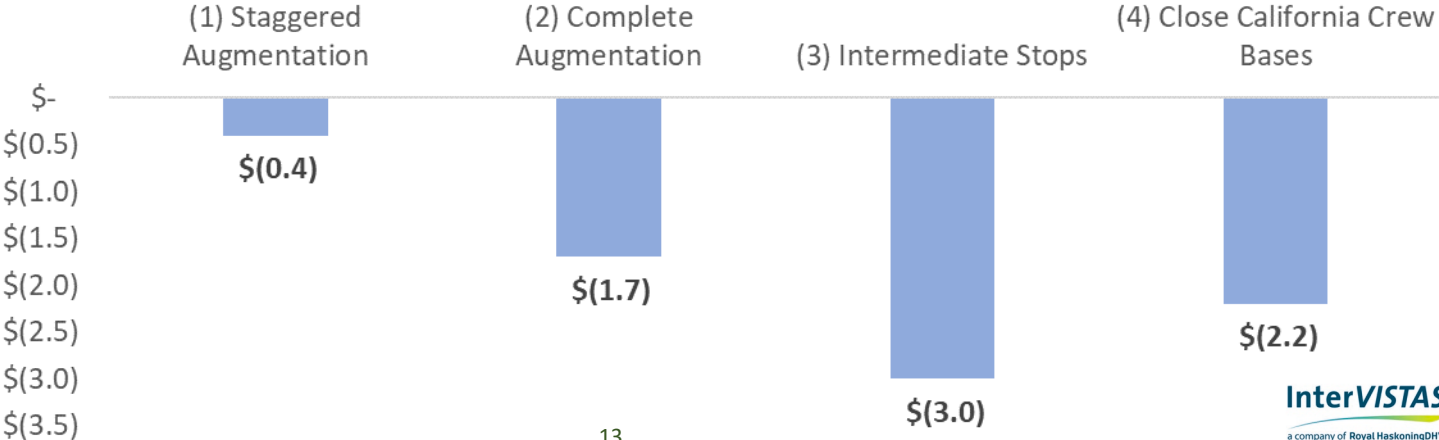 (1) Staggered
Augmentation
(2) Complete
Augmentation
(3) Intermediate Stops
(4) Close California Crew
Bases
$-
$(0.5)
$(1.0)
$(1.5)
$(2.0)
$(2.5)
$(3.0)
$(3.5)
$(0.4)
$(1.7)
$(3.0)
$(2.2)
13
InterVISTAS
a company of Royal HaskoningDHV